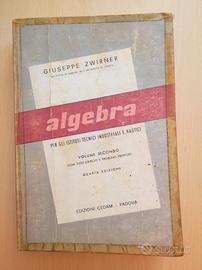 GIUSEPPE ZWIRNER
algebra
PER GLI ISTITUTI TECNICI INDUSTRIALI E NAUTICI
VOLUME SECONDO
QUARTA EDIZIONE
EDIZIONI CEDAM - PADOVA